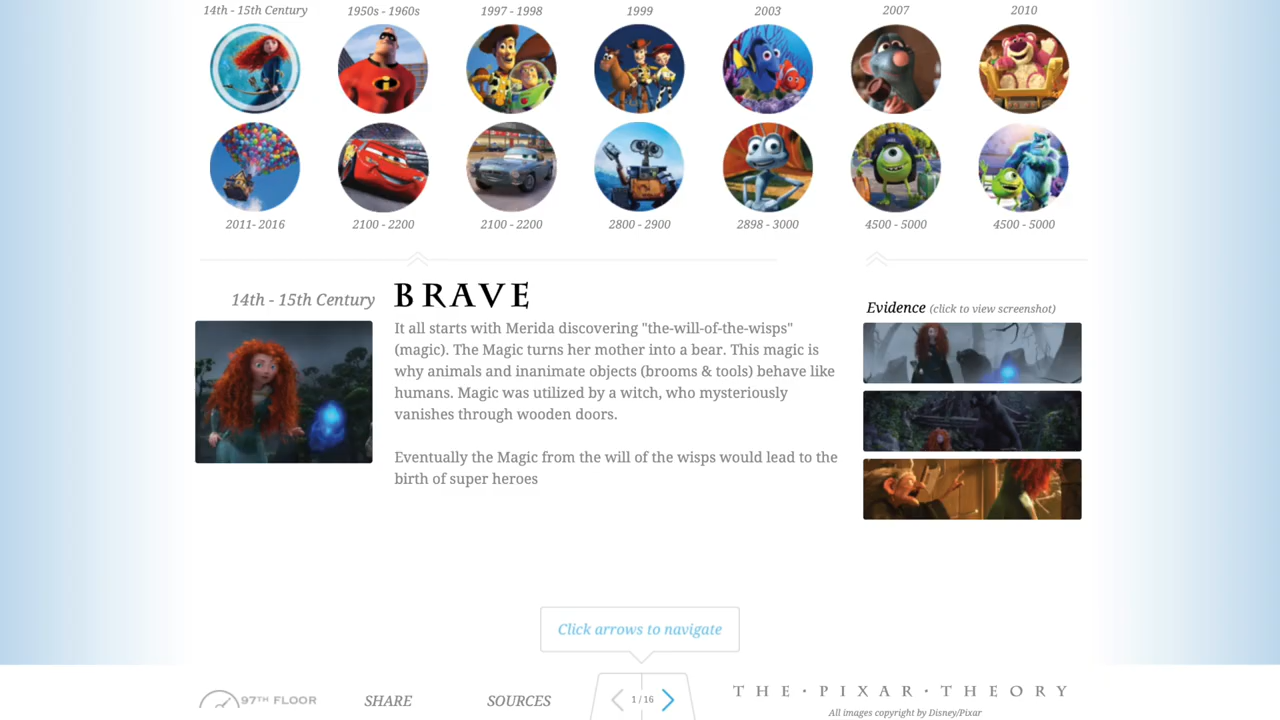 14th - 15th Century 1950s - 1960s 1997 - 1998 1999 2003 2007 2010
2011- 2016 2100 - 2200 2100 - 2200 2800 - 2900 2898 - 3000 4500 - 5000 4500 - 5000
14th - 15th Century
BRAVE
It all starts with Merida discovering "the-will-of-the-wisps"
(magic). The Magic turns her mother into a bear. This magic is
why animals and inanimate objects (brooms & tools) behave like
humans. Magic was utilized by a witch, who mysteriously
vanishes through wooden doors.
Eventually the Magic from the will of the wisps would lead to the
birth of super heroes
Evidence (click to view screenshot)
Click arrows to navigate
97TH FLOOR
SHARE
SOURCES
1 / 16
THE·PIXAR·THEORY
All images copyright by Disney/Pixar